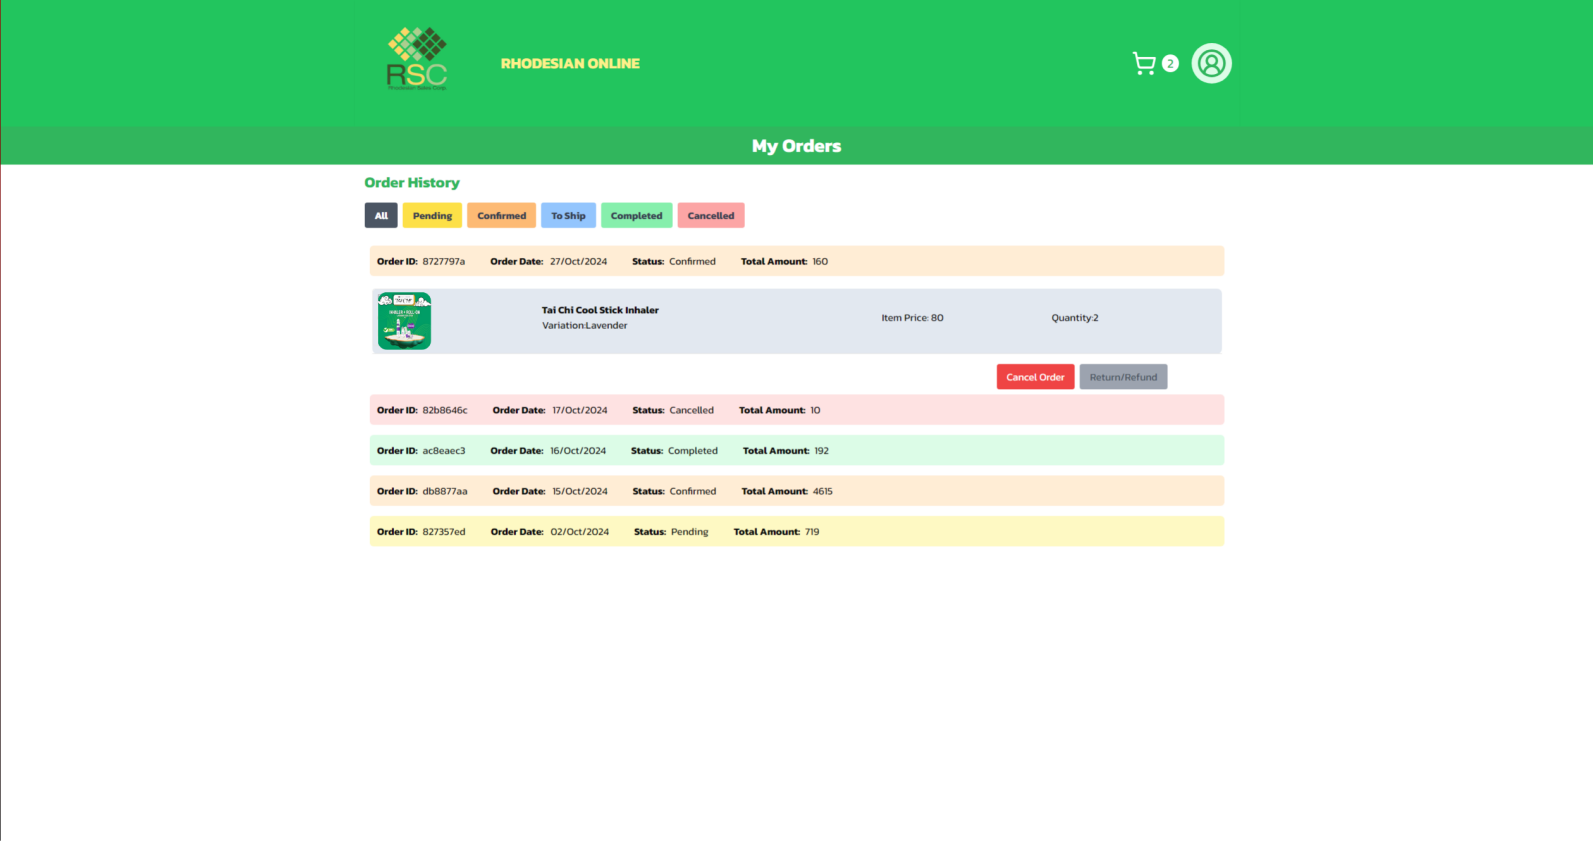 RSC
RHODESIAN ONLINE
2
My Orders
Order History
All Pending Confirmed To Ship Completed Cancelled
Order ID: 8727797a Order Date: 27/Oct/2024 Status: Confirmed Total Amount: 160
Tai Chi Cool Stick Inhaler
Variation:Lavender
Item Price: 80
Quantity:2
Cancel Order Return/Refund
Order ID: 82b8646c Order Date: 17/Oct/2024 Status: Cancelled Total Amount: 10
Order ID: ac8eaec3 Order Date: 16/Oct/2024 Status: Completed Total Amount: 192
Order ID: db8877aa Order Date: 15/Oct/2024 Status: Confirmed Total Amount: 4615
Order ID: 827357ed Order Date: 02/Oct/2024 Status: Pending Total Amount: 719